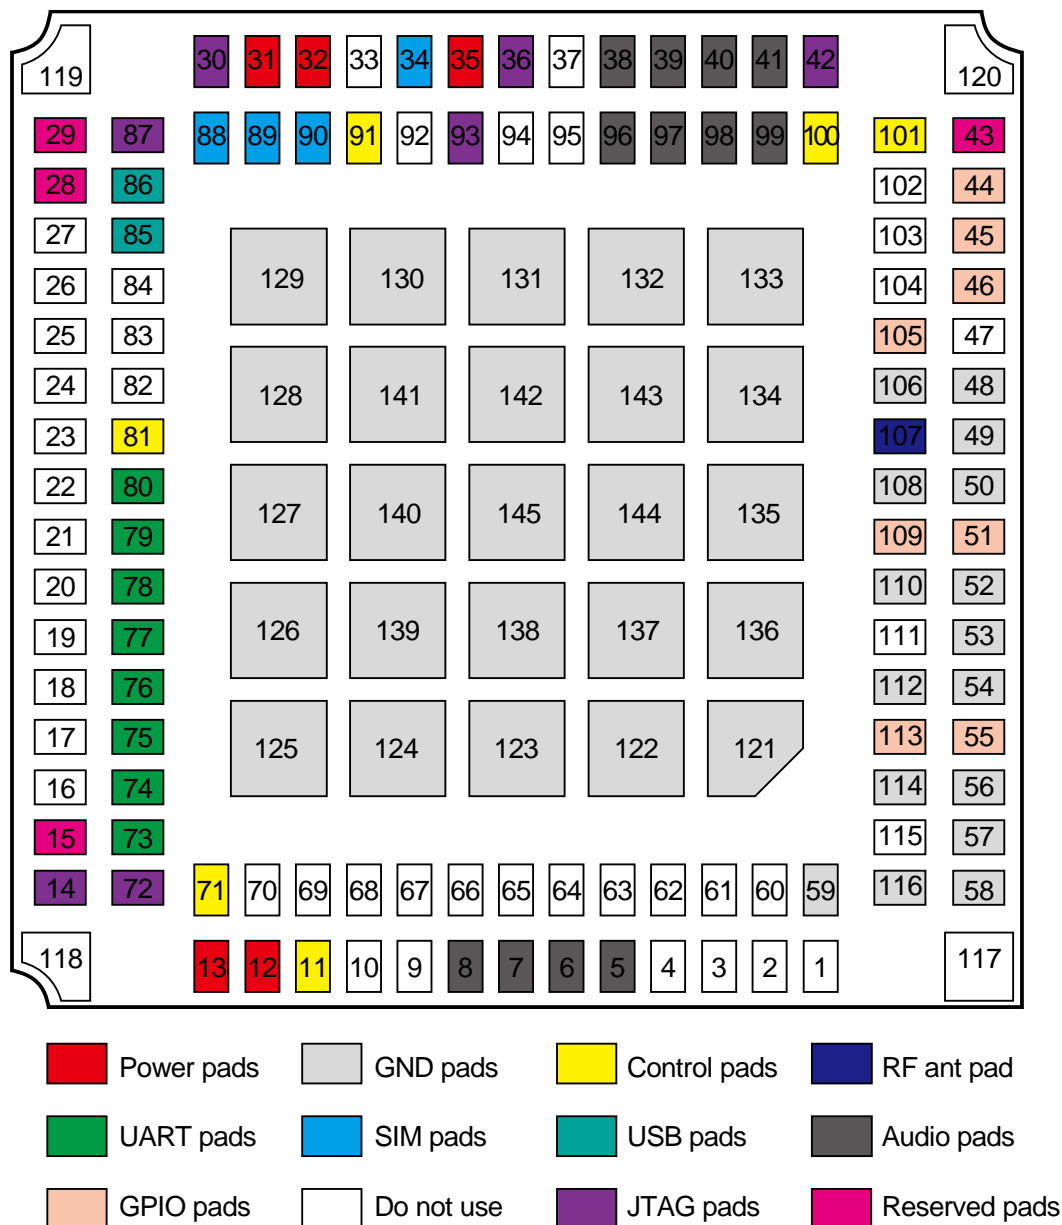 119 30 31 32 33 34 35 36 37 38 39 40 41 42 120
29 87 88 89 90 91 92 93 94 95 96 97 98 99 100 101 43
28 86 102 44
27 85 103 45
26 84 129 130 131 132 133 104 46
25 83 105 47
24 82 128 141 142 143 134 106 48
23 81 107 49
22 80 108 50
21 79 127 140 145 144 135 109 51
20 78 110 52
19 77 126 139 138 137 136 111 53
18 76 112 54
17 75 125 124 123 122 121 113 55
16 74 114 56
15 73 115 57
14 72 71 70 69 68 67 66 65 64 63 62 61 60 59 116 58
118 13 12 11 10 9 8 7 6 5 4 3 2 1 117
Power pads GND pads Control pads RF ant pad
UART pads SIM pads USB pads Audio pads
GPIO pads Do not use JTAG pads Reserved pads